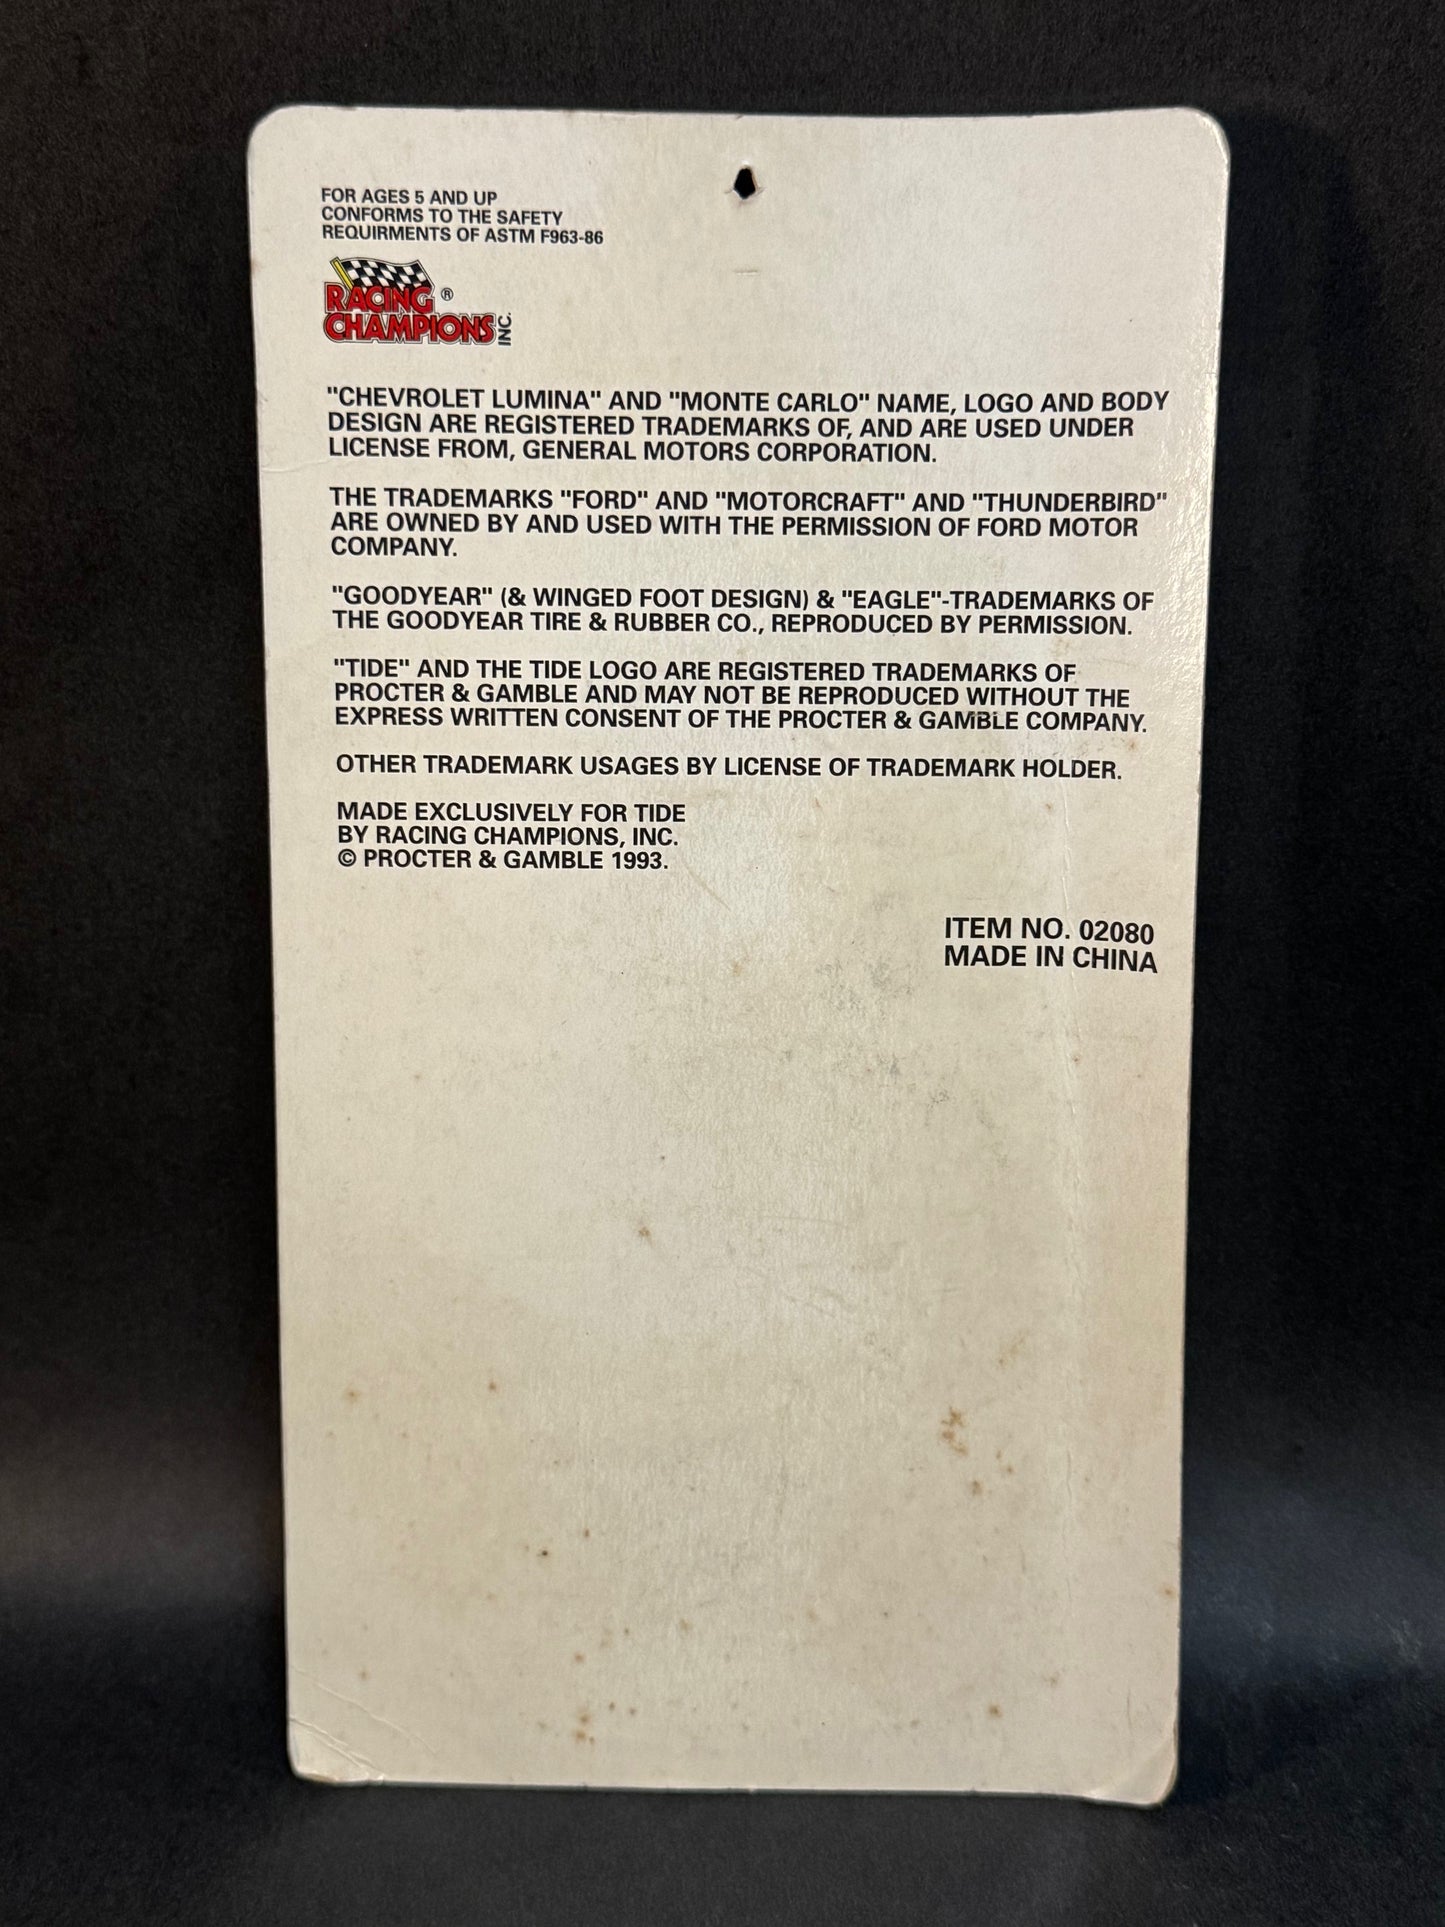 FOR AGES 5 AND UP
CONFORMS TO THE SAFETY
REQUIRMENTS OF ASTM F963-86
RACING ®
CHAMPIONS INC.
"CHEVROLET LUMINA" AND "MONTE CARLO" NAME, LOGO AND BODY
DESIGN ARE REGISTERED TRADEMARKS OF, AND ARE USED UNDER
LICENSE FROM, GENERAL MOTORS CORPORATION.
THE TRADEMARKS "FORD" AND "MOTORCRAFT" AND "THUNDERBIRD"
ARE OWNED BY AND USED WITH THE PERMISSION OF FORD MOTOR
COMPANY.
"GOODYEAR" (& WINGED FOOT DESIGN) & "EAGLE"-TRADEMARKS OF
THE GOODYEAR TIRE & RUBBER CO., REPRODUCED BY PERMISSION.
"TIDE" AND THE TIDE LOGO ARE REGISTERED TRADEMARKS OF
PROCTER & GAMBLE AND MAY NOT BE REPRODUCED WITHOUT THE
EXPRESS WRITTEN CONSENT OF THE PROCTER & GAMBLE COMPANY.
OTHER TRADEMARK USAGES BY LICENSE OF TRADEMARK HOLDER.
MADE EXCLUSIVELY FOR TIDE
BY RACING CHAMPIONS, INC.
© PROCTER & GAMBLE 1993.
ITEM NO. 02080
MADE IN CHINA